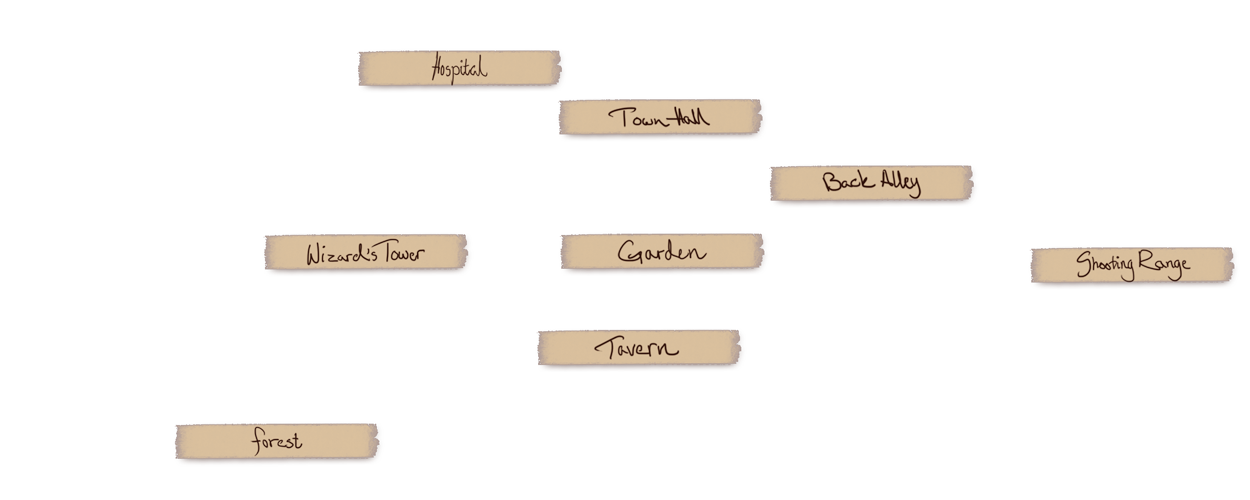 Hospital
Town Hall
Back Alley
Wizard's Tower
Garden
Shooting Range
Tavern
forest